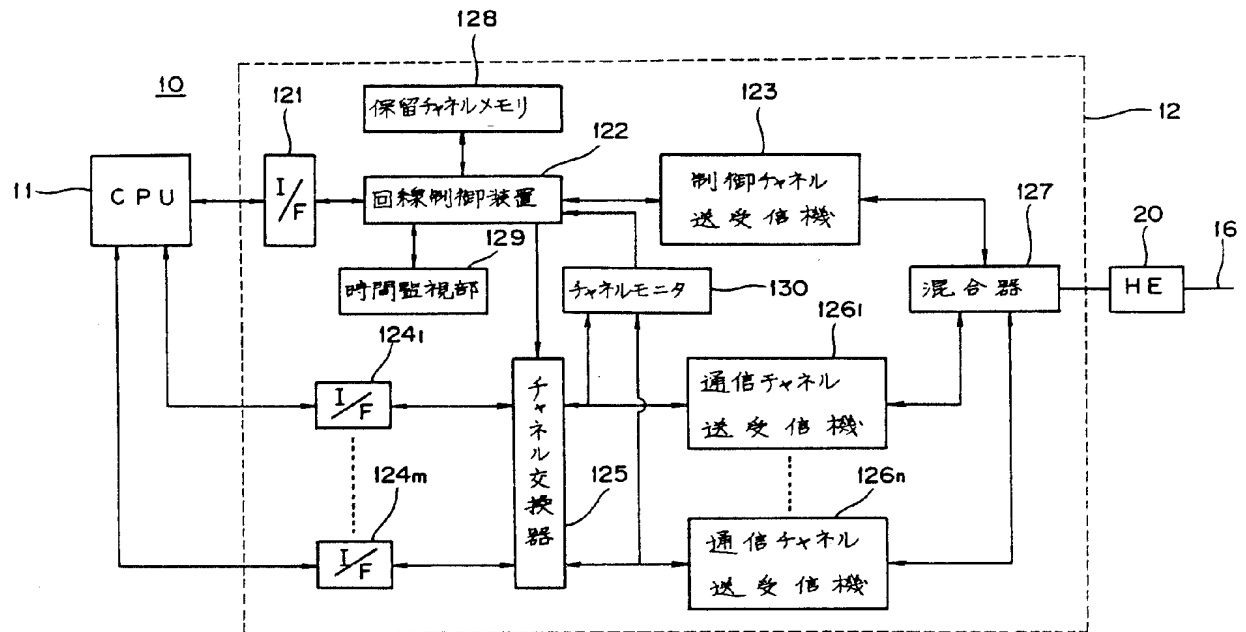 128
10
121
保留チャネルメモリ
122
123
12
11
CPU
I/F
回線制御装置
制御チャネル
送受信機
127
20
16
129
時間監視部
チャネルモニタ
130
混合器
HE
1241
1261
I/F
チャネル交換器
通信チャネル
送受信機
124m
125
126n
I/F
通信チャネル
送受信機